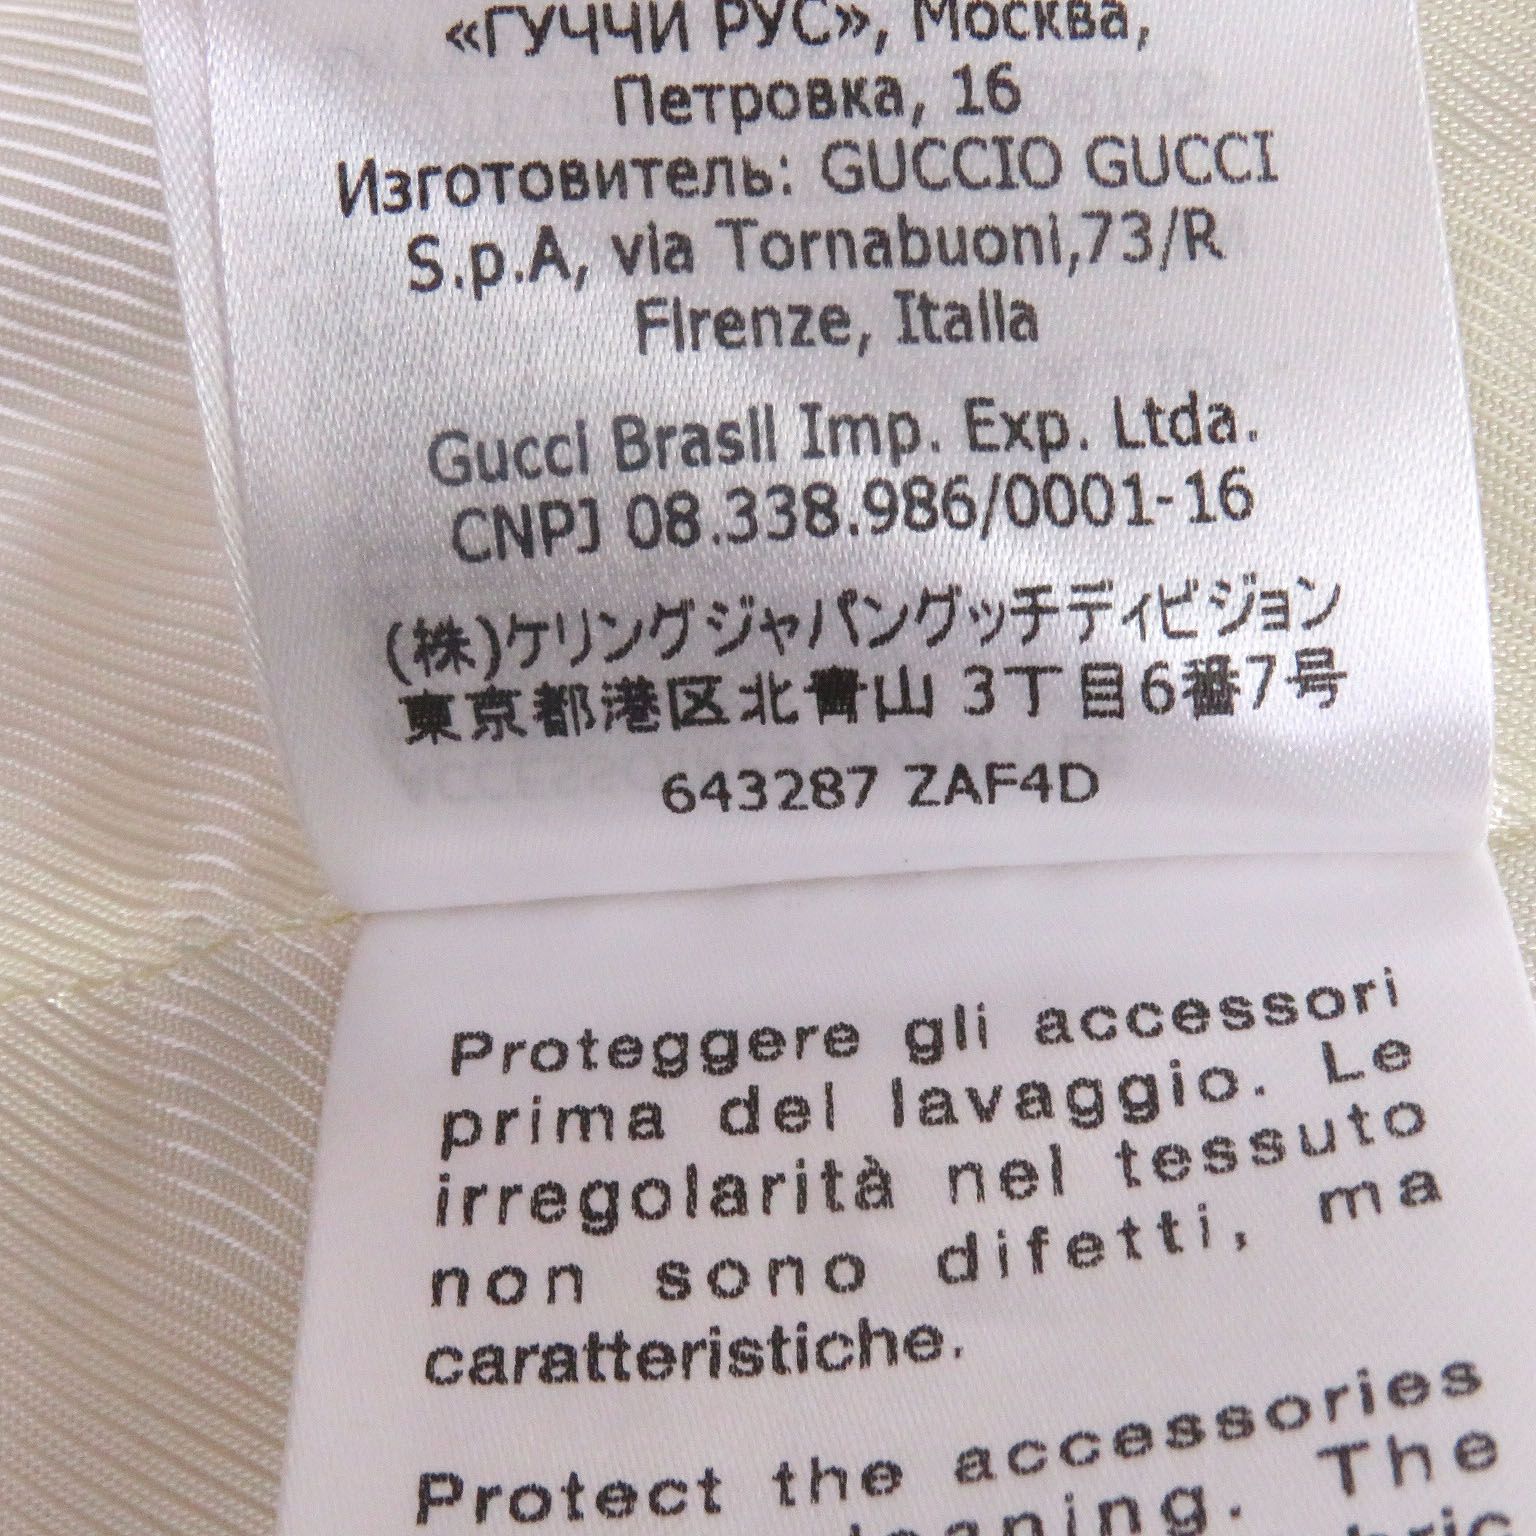 «ГУЧЧИ РУС», Москва,
Петровка, 16
Изготовитель: GUCCIO GUCCI
S.p.A, via Tornabuoni,73/R
Firenze, Italia
Gucci Brasil Imp. Exp. Ltda.
CNPJ 08.338.986/0001-16
(株)ケリングジャパングッチディビジョン
東京都港区北青山 3丁目6番7号
643287 ZAF4D
Proteggere gli accessori
prima del lavaggio. Le
irregolarità nel tessuto
non sono difetti, ma
caratteristiche.
Protect the accessories
The